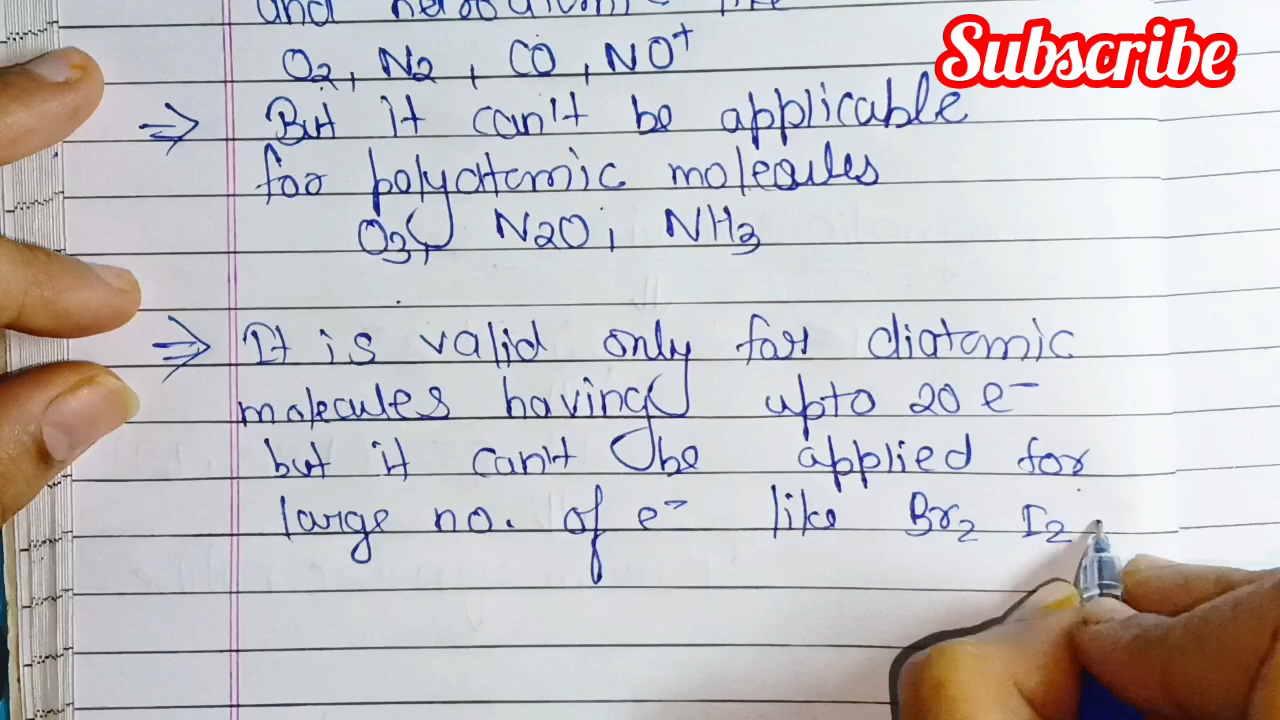 and
O2, N2, CO, NO+
Subscribe
⇒ But it can't be applicable
for polyatomic molecules
O3, N2O, NH3
⇒ It is valid only for diatomic
molecules having upto 20 e-
but it can't be applied for
large no. of e- like Br2 I2